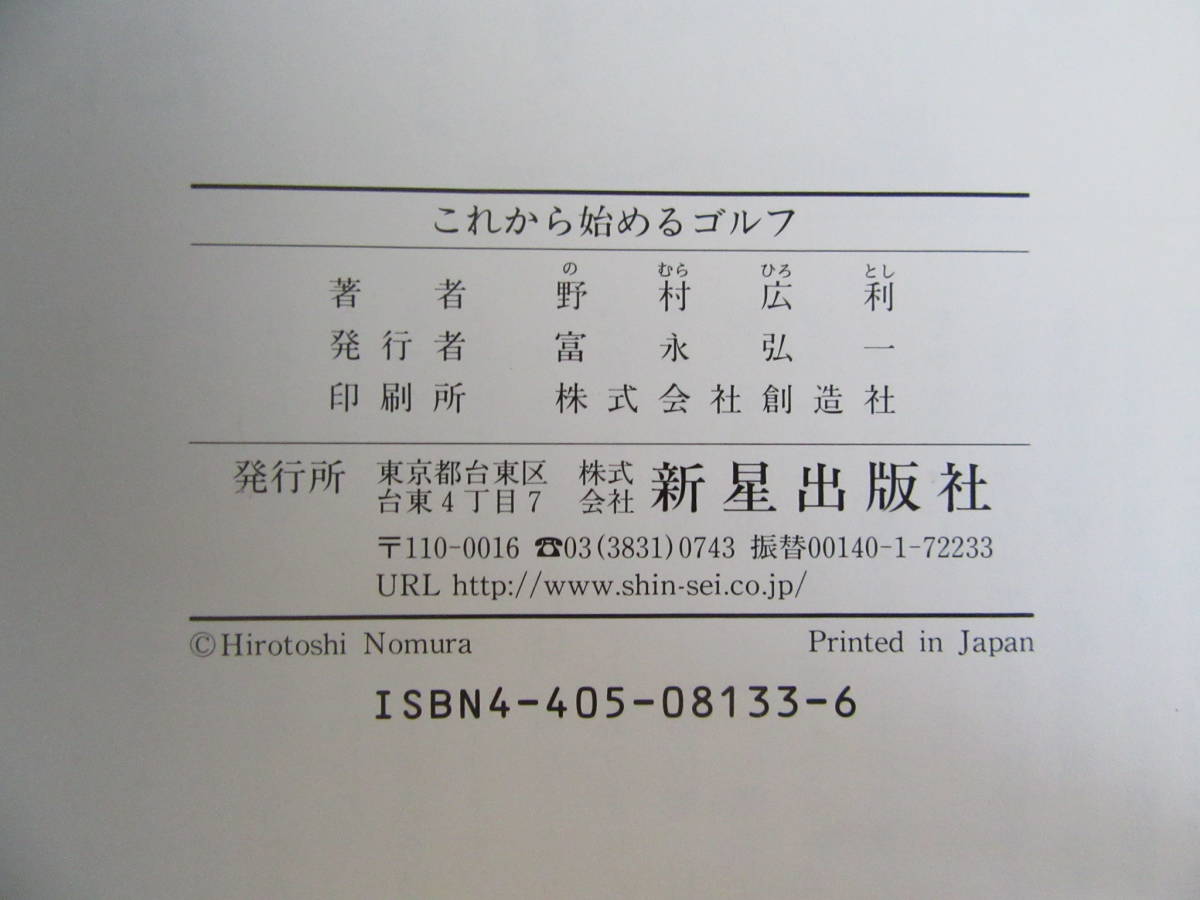 これから始めるゴルフ
の むら ひろ とし
著者 野村広利
発行者 富永弘一
印刷所 株式会社創造社
発行所 東京都台東区 株式 新星出版社
台東4丁目7 会社
〒110-0016 ☎03(3831)0743 振替00140-1-72233
URL http://www.shin-sei.co.jp/
©Hirotoshi Nomura Printed in Japan
ISBN4-405-08133-6